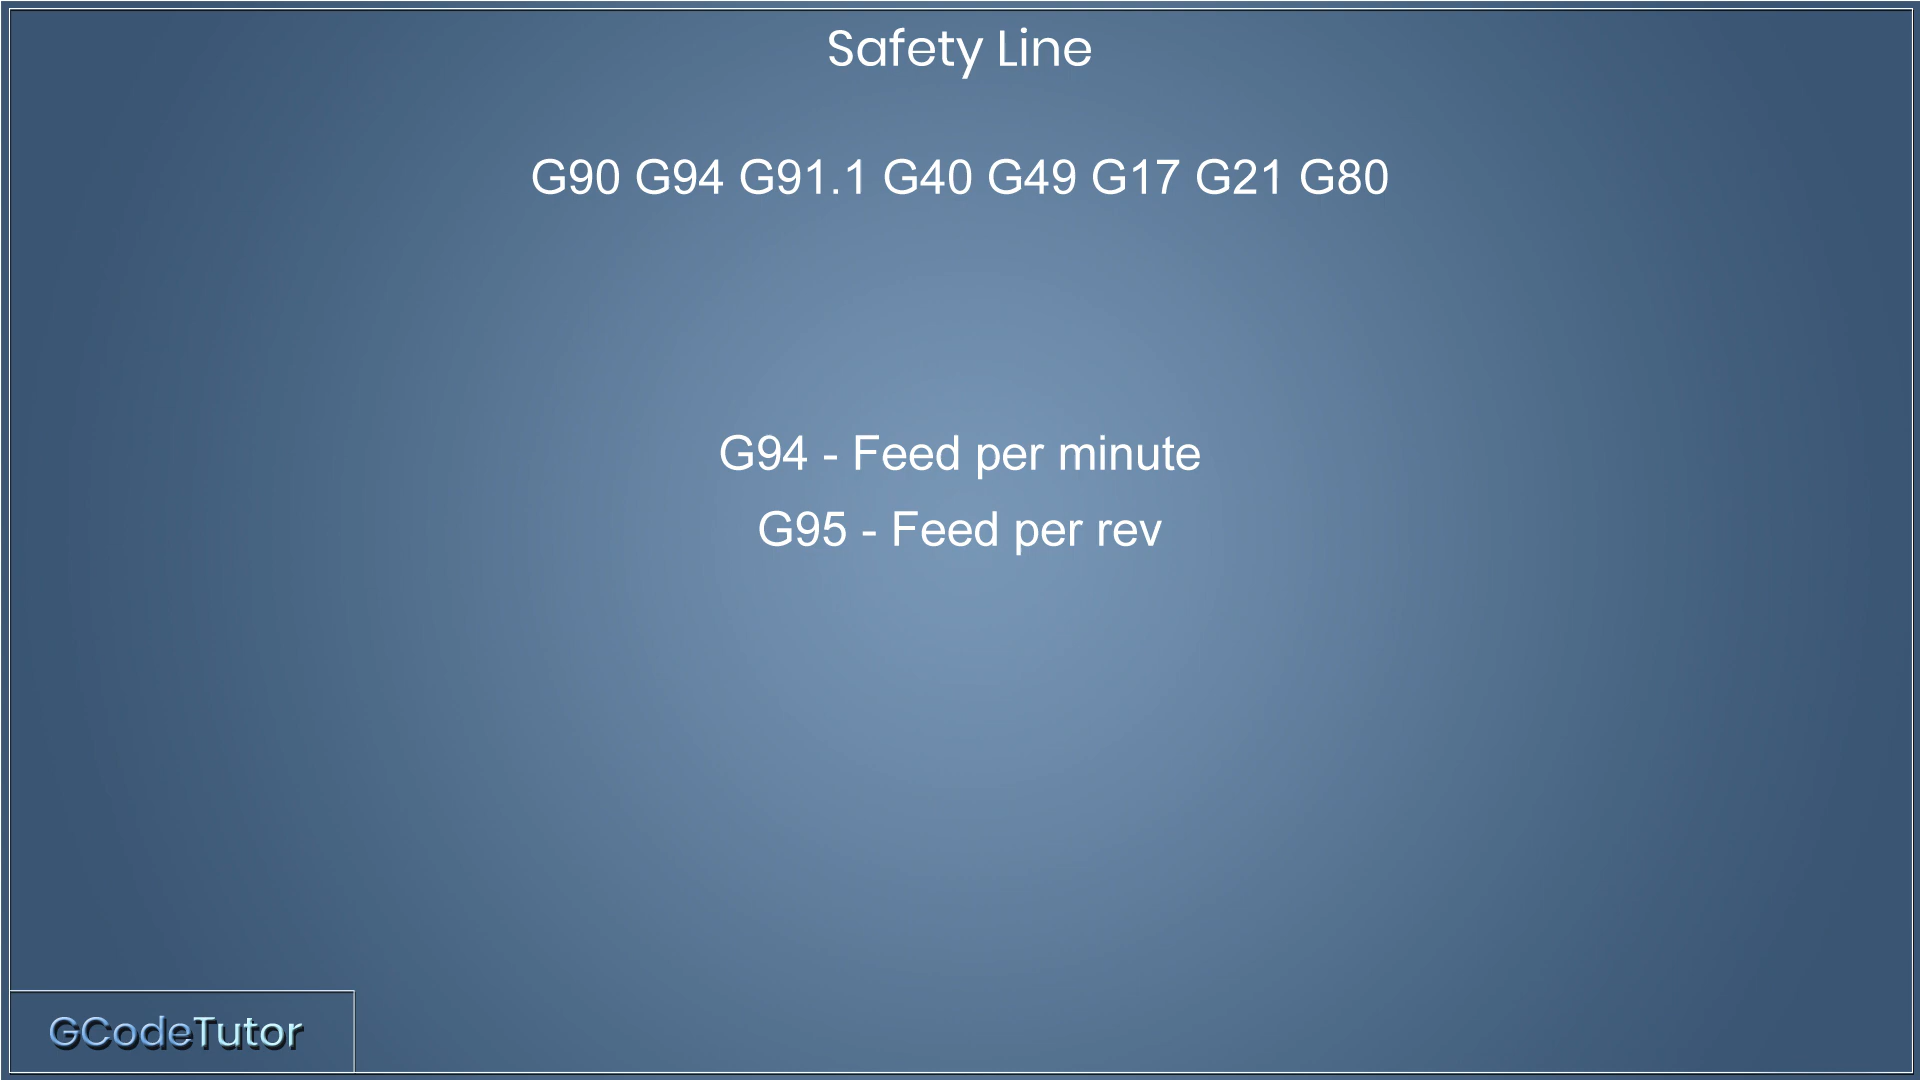 Safety Line
G90 G94 G91.1 G40 G49 G17 G21 G80
G94 - Feed per minute
G95 - Feed per rev
GCodeTutor